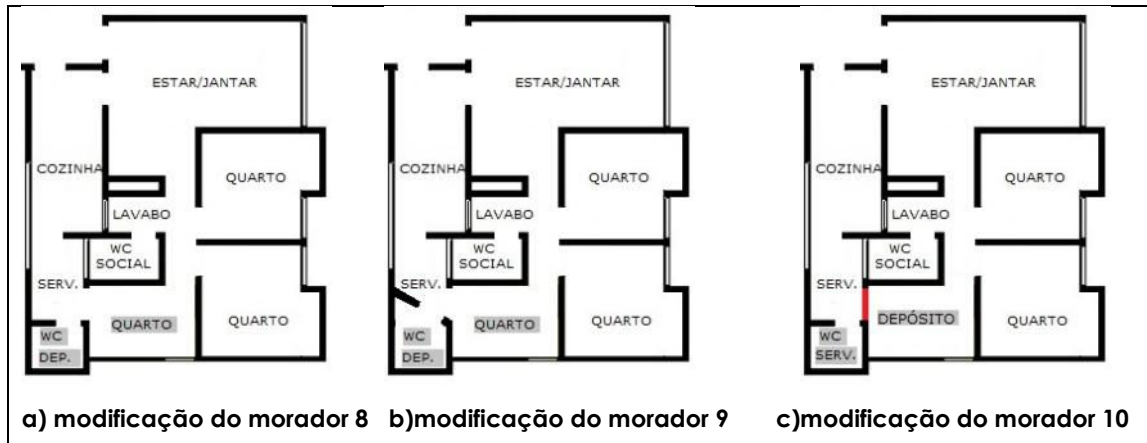 ESTAR/JANTAR
COZINHA
QUARTO
LAVABO
WC
SOCIAL
SERV.
QUARTO
QUARTO
WC
DEP.
a) modificação do morador 8
ESTAR/JANTAR
COZINHA
QUARTO
LAVABO
WC
SOCIAL
SERV.
QUARTO
QUARTO
WC
DEP.
b)modificação do morador 9
ESTAR/JANTAR
COZINHA
QUARTO
LAVABO
WC
SOCIAL
SERV.
DEPÓSITO
QUARTO
WC
SERV.
c)modificação do morador 10